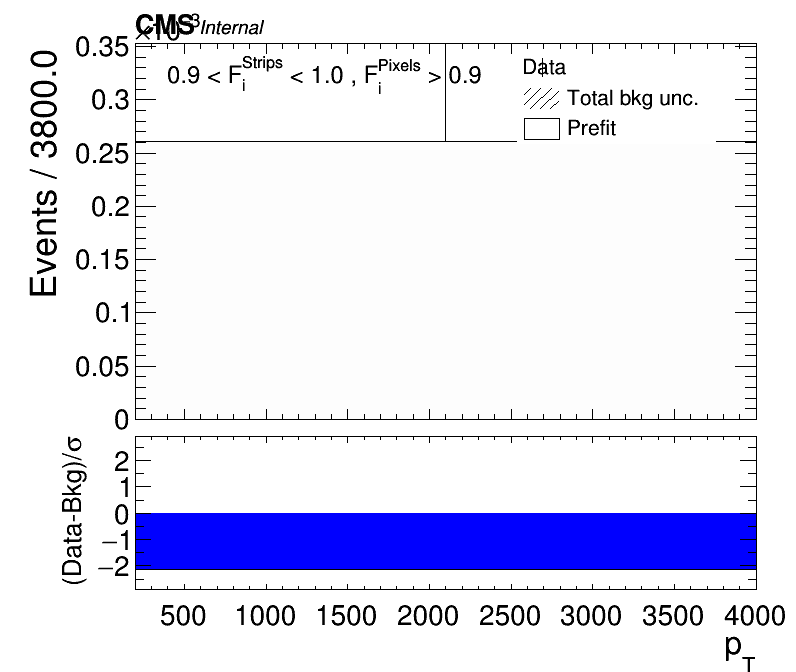 ×10⁻³
CMS Internal
Events / 3800.0
0.35
0.3
0.25
0.2
0.15
0.1
0.05
0
0.9 < F_i^Strips < 1.0 , F_i^Pixels > 0.9
Data
Total bkg unc.
Prefit
(Data-Bkg)/σ
2
1
0
−1
−2
500 1000 1500 2000 2500 3000 3500 4000
p_T